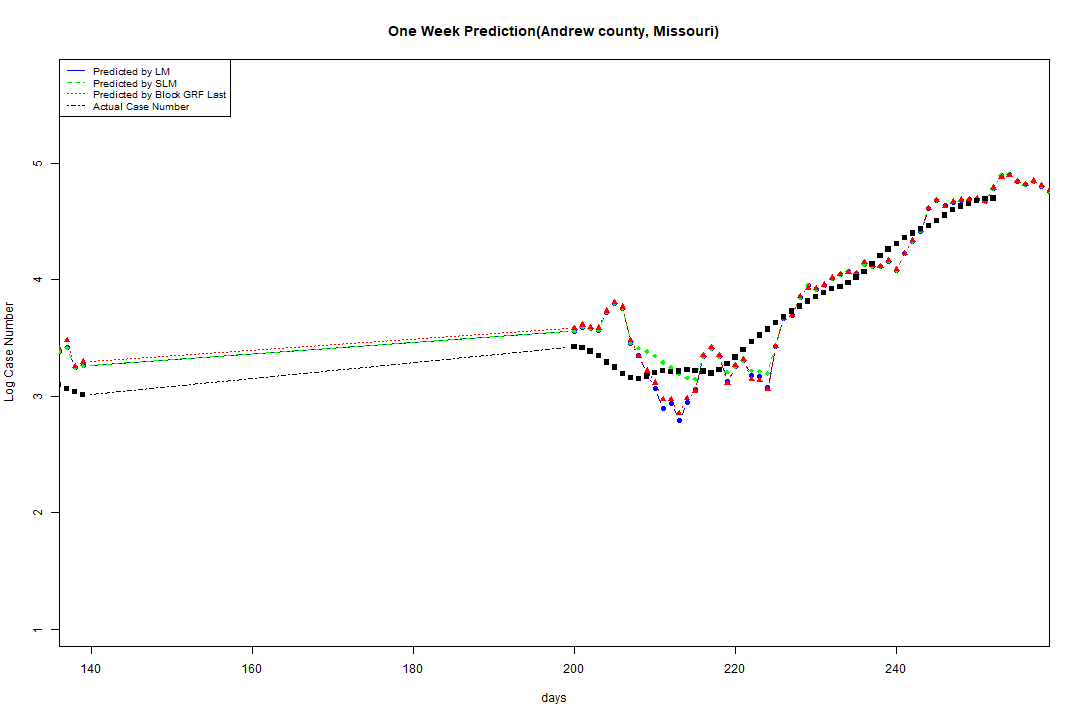 One Week Prediction(Andrew county, Missouri)
Predicted by LM
Predicted by SLM
Predicted by Block GRF Last
Actual Case Number
Log Case Number
5
4
3
2
1
140 160 180 200 220 240
days